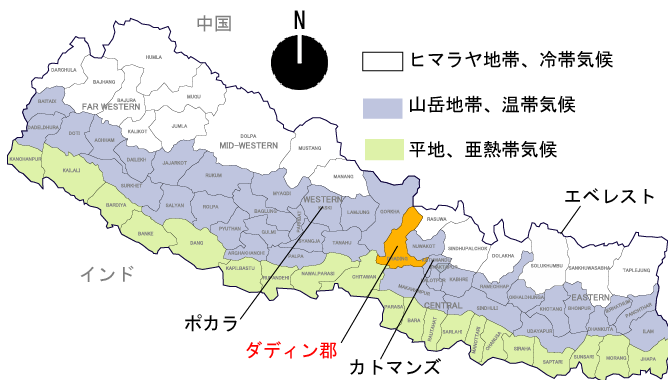 中国
N
ヒマラヤ地帯、冷帯気候
山岳地帯、温帯気候
平地、亜熱帯気候
HUMLA
DARCHULA
BAJHANG
MUGU
BAJURA
FAR WESTERN
BAITADI
DADELDHURA
DOTI
ACHHAM
KALIKOT
JUMLA
DOLPA
MID-WESTERN
MUSTANG
MANANG
KANCHANPUR
KAILALI
DAILEKH
JAJARKOT
RUKUM
SURKHET
SALYAN
ROLPA
MYAGDI
WESTERN
BAGLUNG
LAMJUNG
GORKHA
BARDIYA
BANKE
DANG
PYUTHAN
GULMI
SYANGJA
TANAHU
PALPA
ARGHAKHANCHI
KAPILBASTU
RUPANDEHI
NAWALPARASI
CHITAWAN
RASUWA
NUWAKOT
SINDHUPALCHOK
DOLAKHA
SOLUKHUMBU
SANKHUWASABHA
TAPLEJUNG
KABHRE
RAMECHHAP
MAKAWANPUR
CENTRAL
SINDHULI
OKHALDHUNGA
KHOTANG
BHOJPUR
EASTERN
PANCHTHAR
UDAYAPUR
DHANKUTA
ILAM
PARASA
BARA
RAUTAHAT
SARLAHI
MAHOTTARI
DHANUSA
SIRAHA
SAPTARI
SUNSARI
MORANG
JHAPA
エベレスト
インド
ポカラ
ダディン郡
カトマンズ